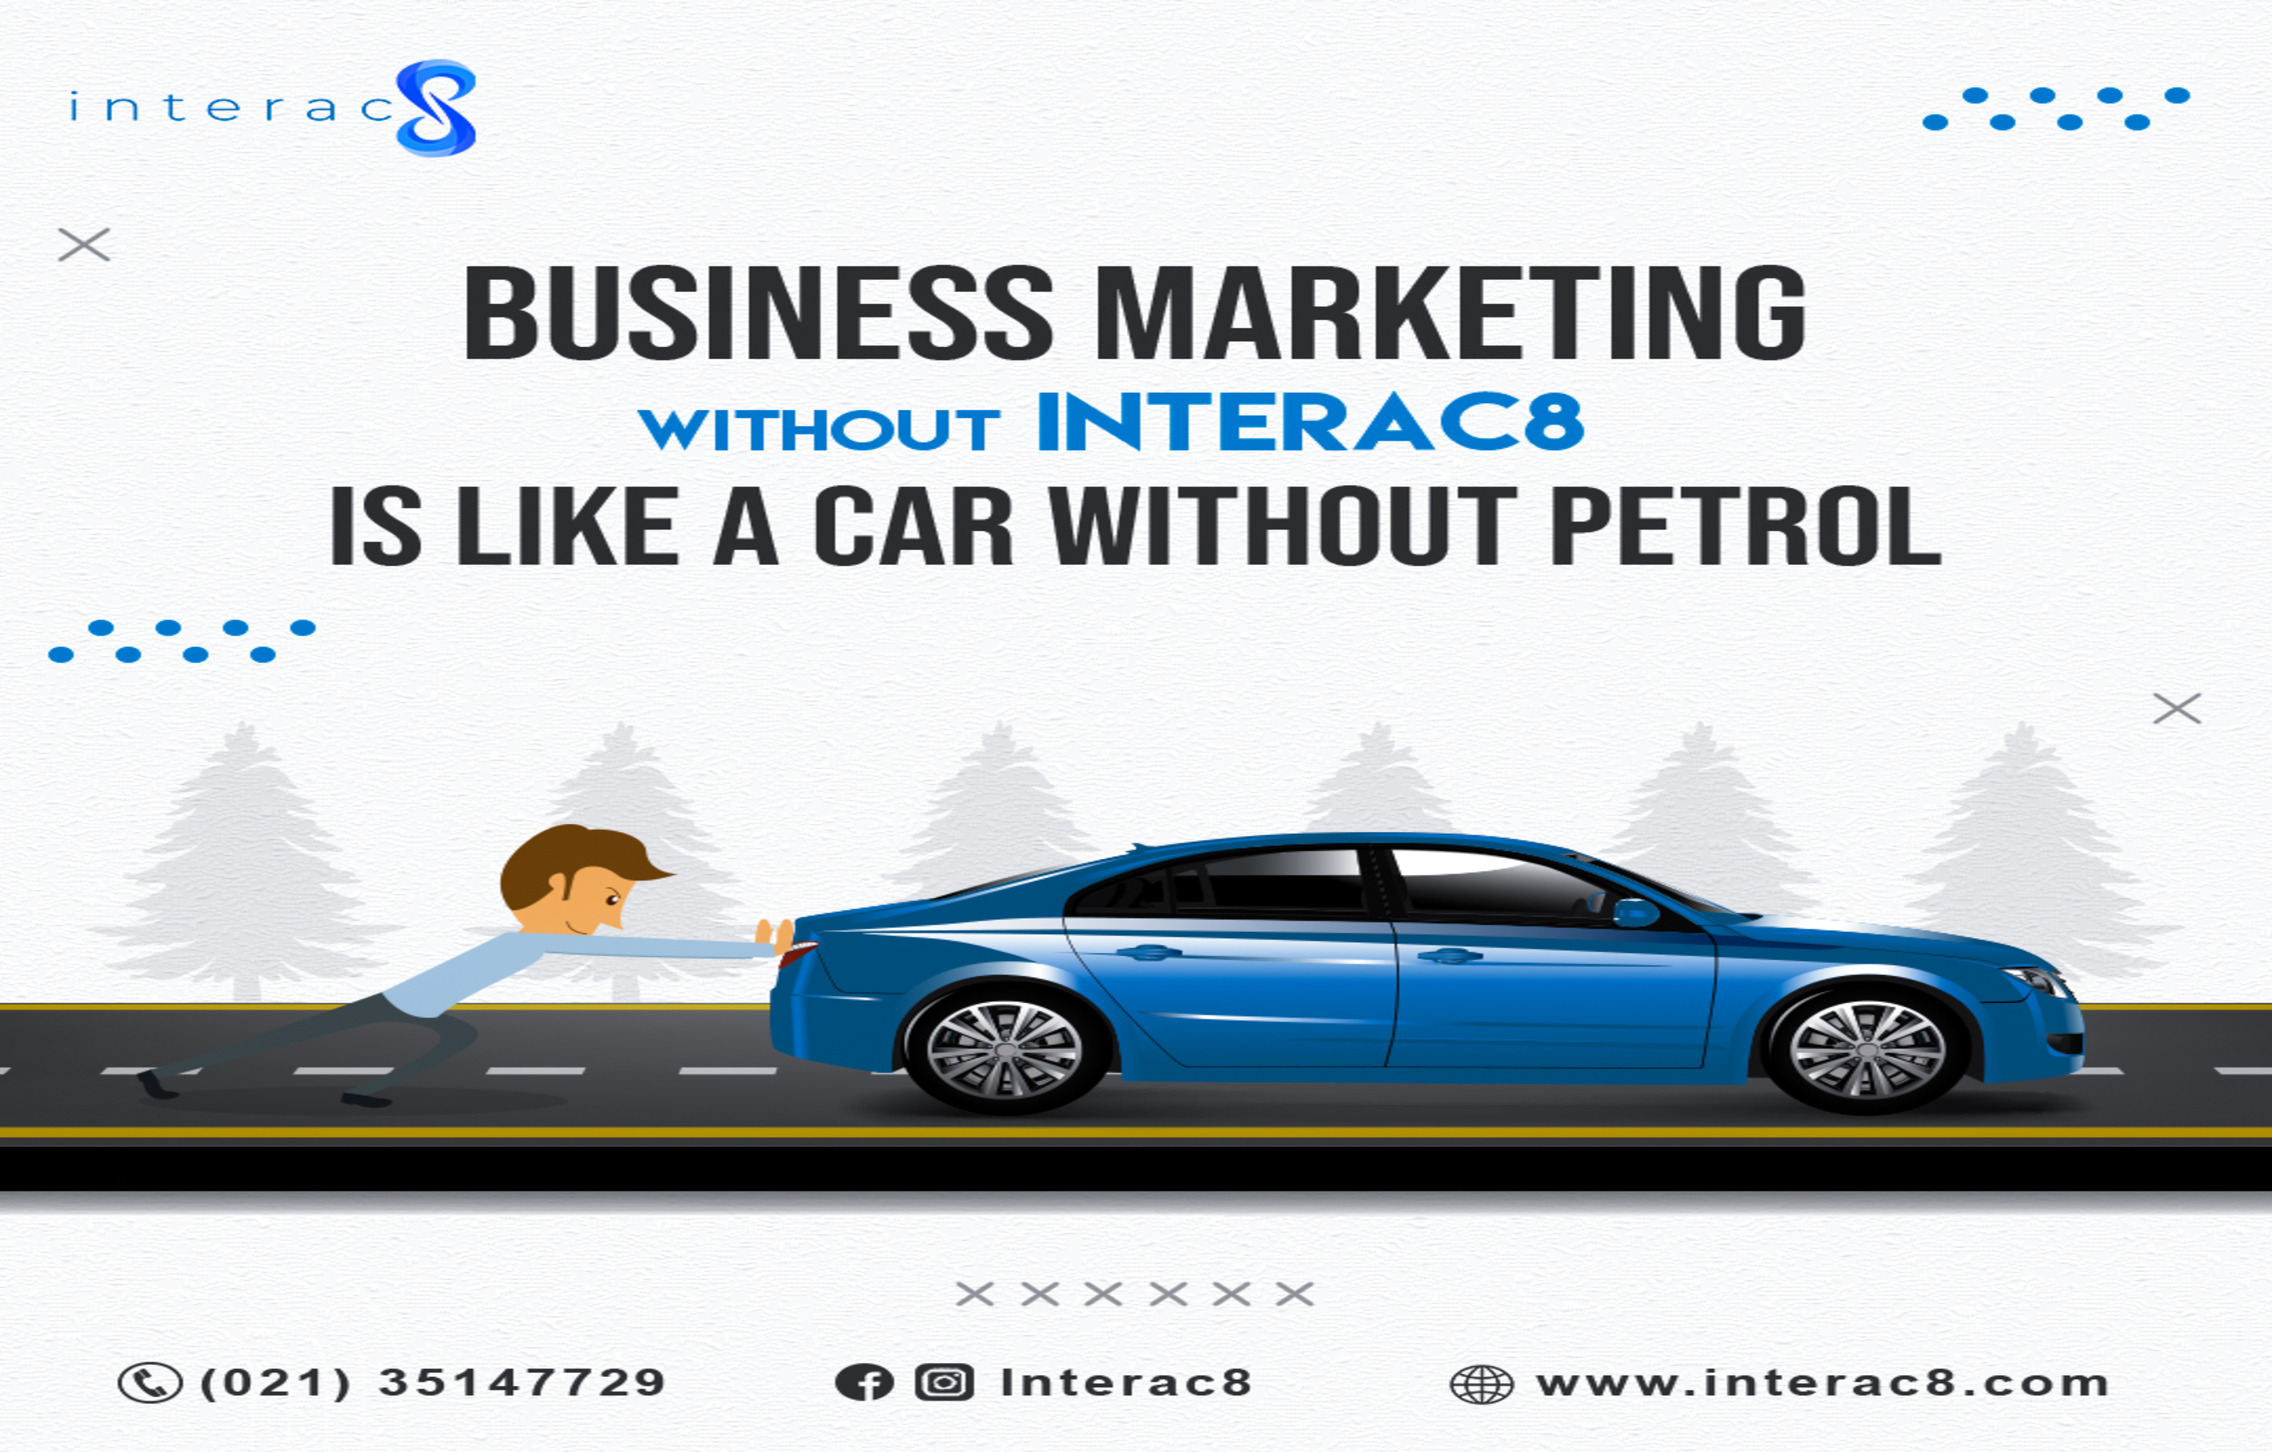 interac8
BUSINESS MARKETING
WITHOUT INTERAC8
IS LIKE A CAR WITHOUT PETROL
(021) 35147729
Interac8
www.interac8.com